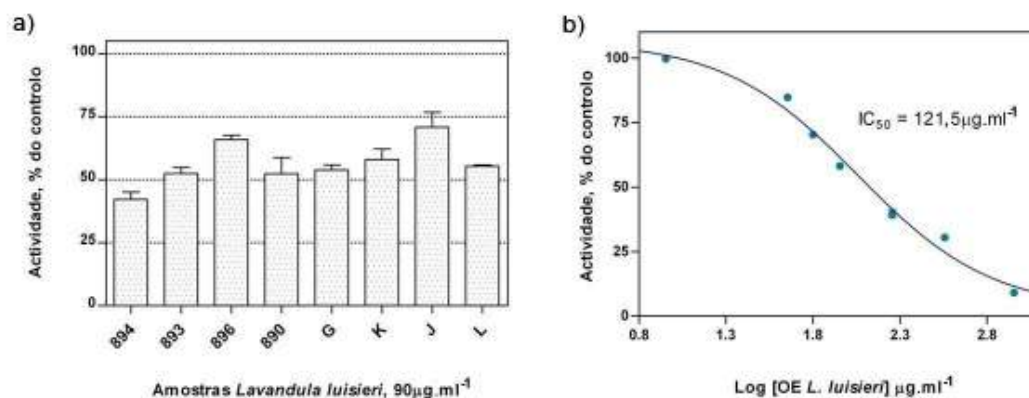 a)
Actividade, % do controlo
100
75
50
25
0
894
893
896
890
G
K
J
L
Amostras Lavandula luisieri, 90µg.ml⁻¹
b)
Actividade, % do controlo
100
75
50
25
0
IC₅₀ = 121,5µg.ml⁻¹
0.8
1.3
1.8
2.3
2.8
Log [OE L. luisieri] µg.ml⁻¹